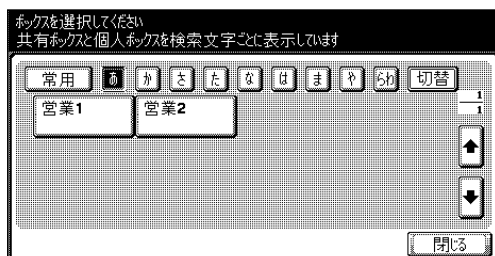 ボックスを選択してください
共有ボックスと個人ボックスを検索文字ごとに表示しています
常用 あ か さ た な は ま や らわ 切替
営業1 営業2
1
1
↑
↓
閉じる